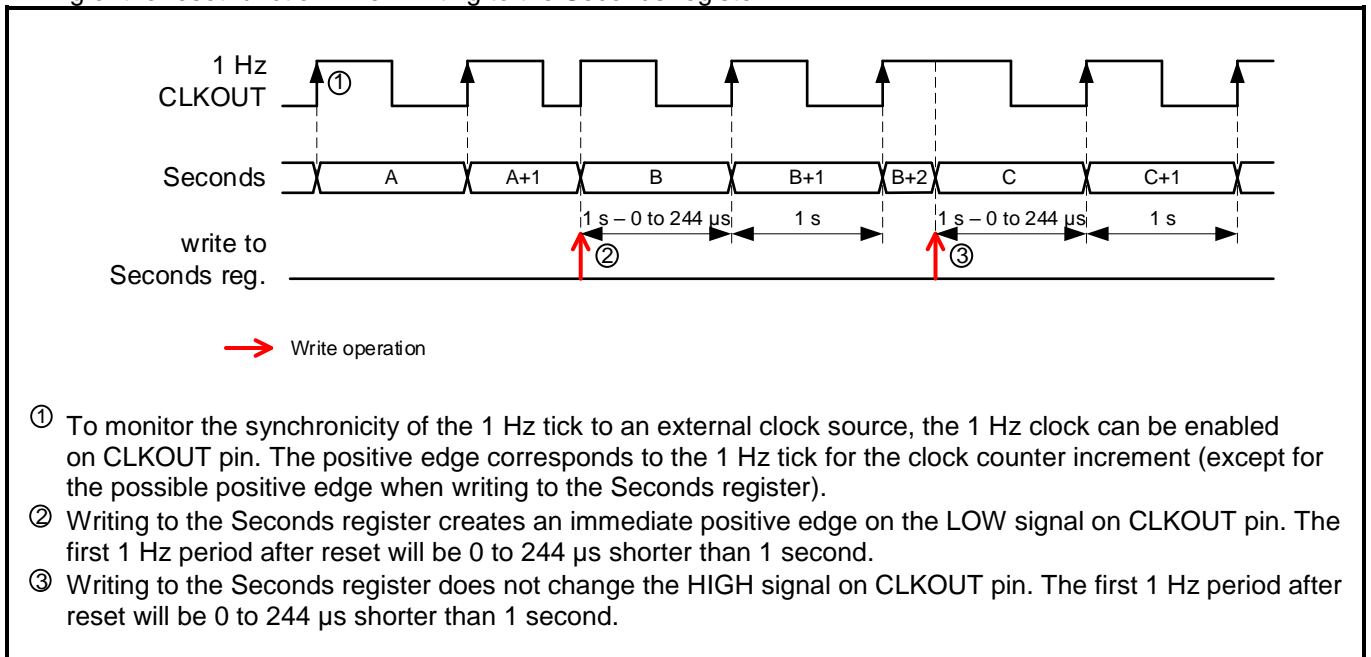 1 Hz
CLKOUT
①
Seconds
A
A+1
B
B+1
B+2
C
C+1
1 s – 0 to 244 µs
1 s
1 s – 0 to 244 µs
1 s
write to
Seconds reg.
②
③
Write operation
① To monitor the synchronicity of the 1 Hz tick to an external clock source, the 1 Hz clock can be enabled
on CLKOUT pin. The positive edge corresponds to the 1 Hz tick for the clock counter increment (except for
the possible positive edge when writing to the Seconds register).
② Writing to the Seconds register creates an immediate positive edge on the LOW signal on CLKOUT pin. The
first 1 Hz period after reset will be 0 to 244 µs shorter than 1 second.
③ Writing to the Seconds register does not change the HIGH signal on CLKOUT pin. The first 1 Hz period after
reset will be 0 to 244 µs shorter than 1 second.